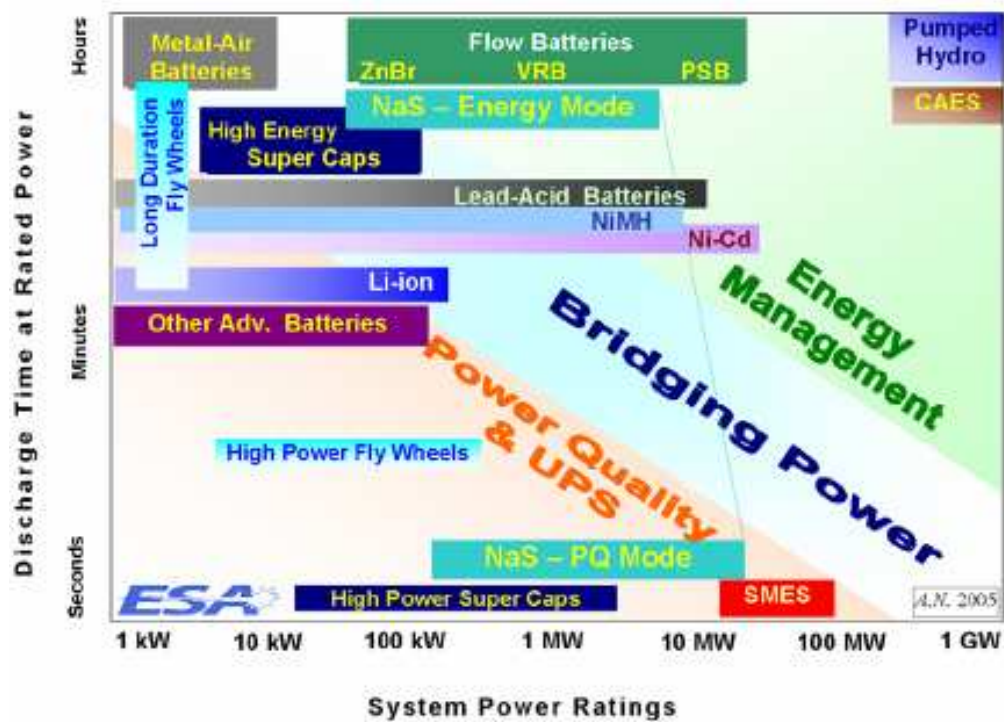 Hours
Minutes
Seconds
Discharge Time at Rated Power
Metal-Air
Batteries
Flow Batteries
ZnBr VRB PSB
Pumped
Hydro
CAES
NaS – Energy Mode
High Energy
Super Caps
Long Duration
Fly Wheels
Lead-Acid Batteries
NiMH
Ni-Cd
Li-ion
Other Adv. Batteries
Energy
Management
Bridging Power
Power Quality
& UPS
High Power Fly Wheels
NaS – PQ Mode
ESA
High Power Super Caps
SMES
A.N. 2005
1 kW 10 kW 100 kW 1 MW 10 MW 100 MW 1 GW
System Power Ratings